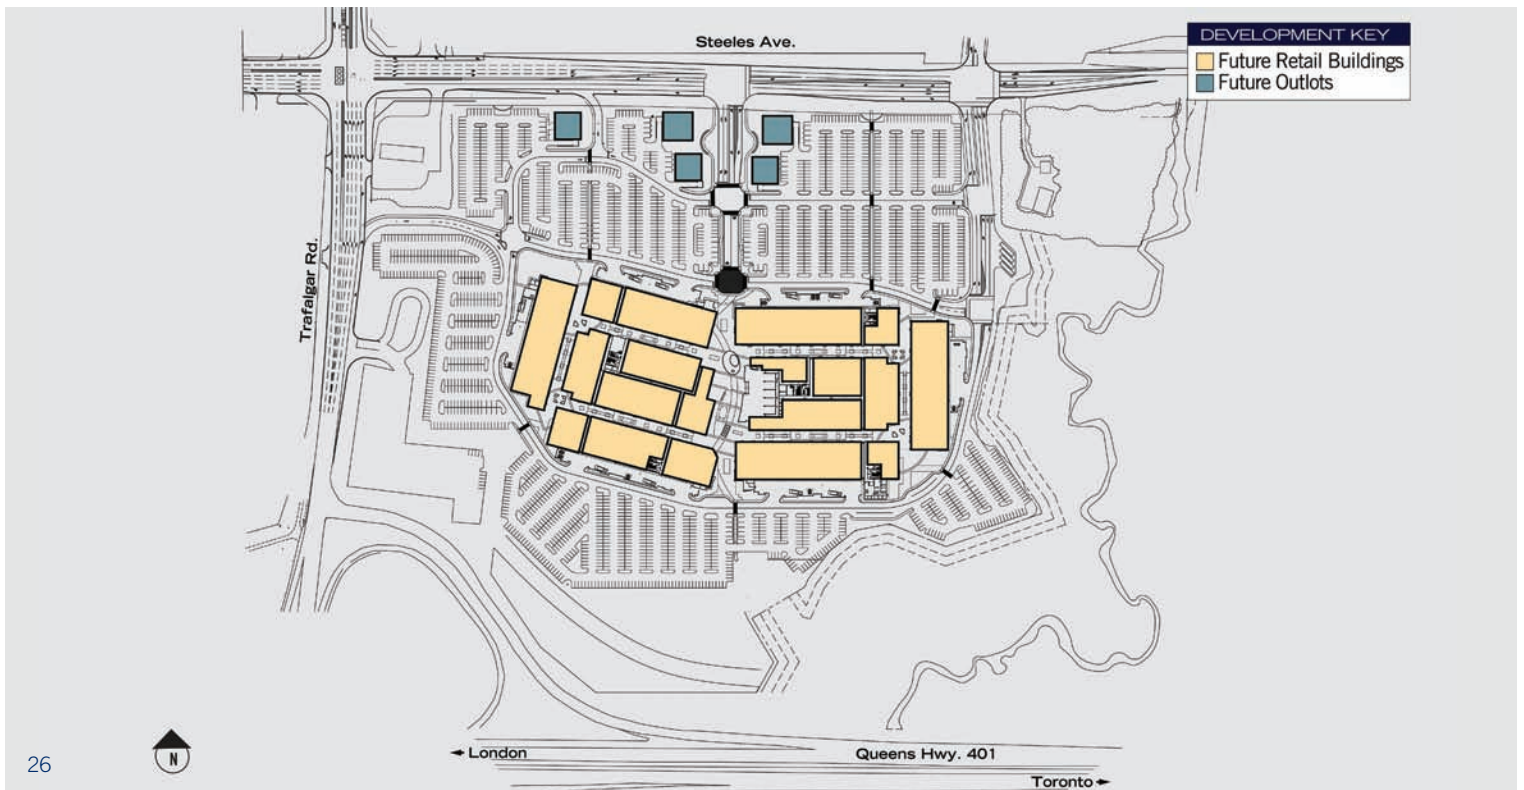 Steeles Ave.
DEVELOPMENT KEY
Future Retail Buildings
Future Outlots
Trafalgar Rd.
26
N
London
Queens Hwy. 401
Toronto